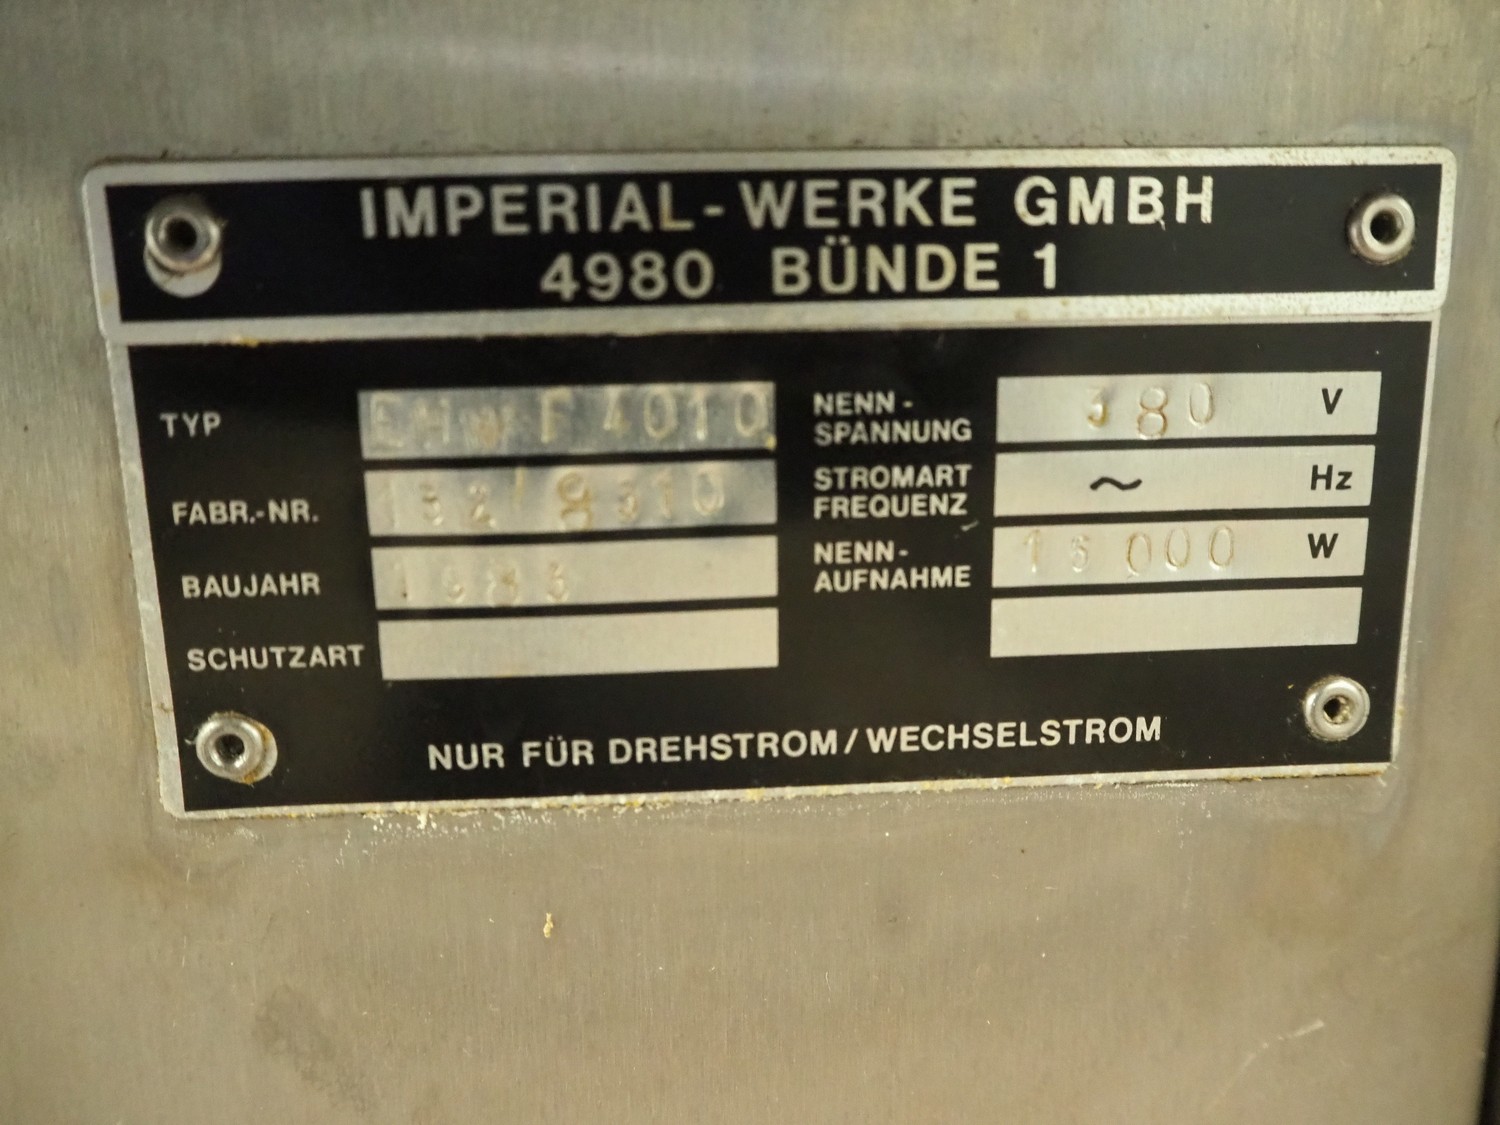 IMPERIAL-WERKE GMBH
4980 BÜNDE 1
TYP F 4010
FABR.-NR.
BAUJAHR
SCHUTZART
NENN-
SPANNUNG 380 V
STROMART ~ Hz
FREQUENZ
NENN- W
AUFNAHME
NUR FÜR DREHSTROM/WECHSELSTROM